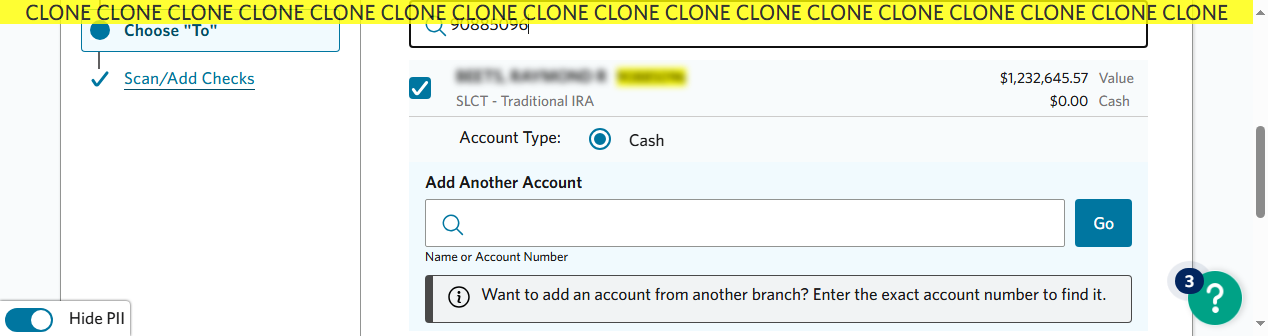 CLONE CLONE CLONE CLONE CLONE CLONE CLONE CLONE CLONE CLONE CLONE CLONE CLONE CLONE CLONE CLONE CLONE
Choose "To"
Scan/Add Checks
90885096
$1,232,645.57 Value
SLCT - Traditional IRA
$0.00 Cash
Account Type:
Cash
Add Another Account
Go
Name or Account Number
Want to add an account from another branch? Enter the exact account number to find it.
3
?
Hide PII